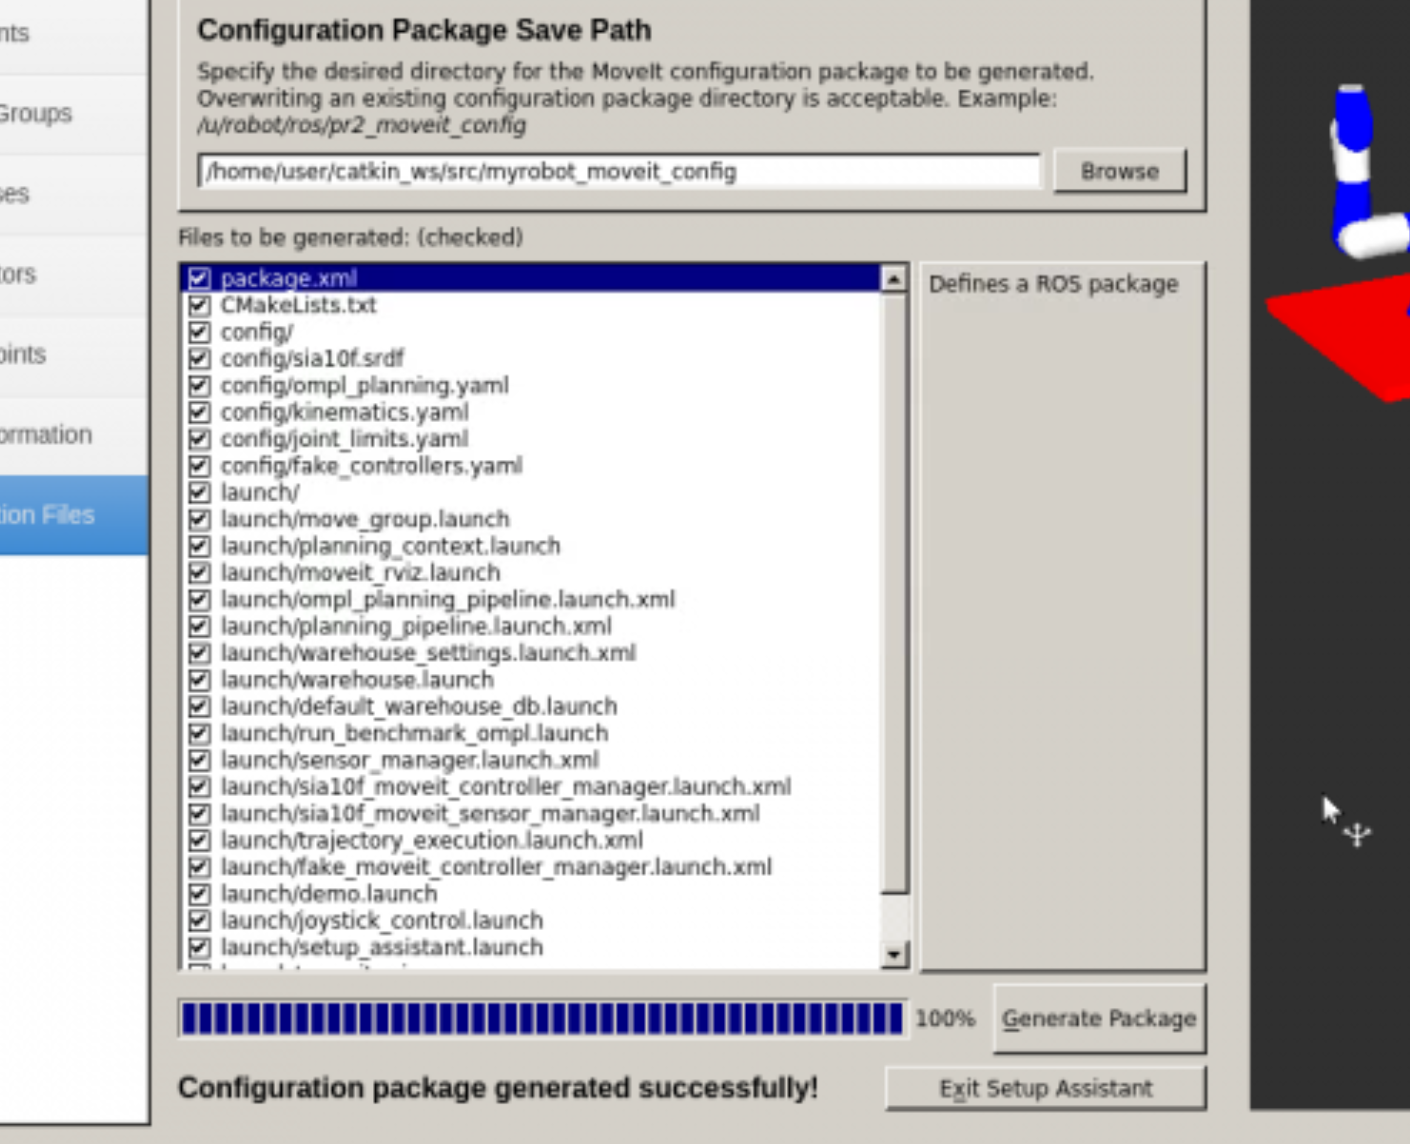 nts
Groups
ses
tors
oints
ormation
tion Files
Configuration Package Save Path
Specify the desired directory for the MoveIt configuration package to be generated.
Overwriting an existing configuration package directory is acceptable. Example:
/u/robot/ros/pr2_moveit_config
/home/user/catkin_ws/src/myrobot_moveit_config
Browse
Files to be generated: (checked)
package.xml
CMakeLists.txt
config/
config/sia10f.srdf
config/ompl_planning.yaml
config/kinematics.yaml
config/joint_limits.yaml
config/fake_controllers.yaml
launch/
launch/move_group.launch
launch/planning_context.launch
launch/moveit_rviz.launch
launch/ompl_planning_pipeline.launch.xml
launch/planning_pipeline.launch.xml
launch/warehouse_settings.launch.xml
launch/warehouse.launch
launch/default_warehouse_db.launch
launch/run_benchmark_ompl.launch
launch/sensor_manager.launch.xml
launch/sia10f_moveit_controller_manager.launch.xml
launch/sia10f_moveit_sensor_manager.launch.xml
launch/trajectory_execution.launch.xml
launch/fake_moveit_controller_manager.launch.xml
launch/demo.launch
launch/joystick_control.launch
launch/setup_assistant.launch
Defines a ROS package
100%
Generate Package
Configuration package generated successfully!
Exit Setup Assistant